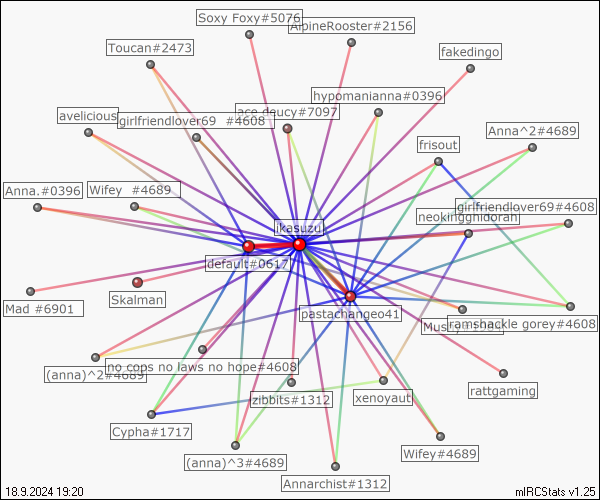 Soxy Foxy#5076
AlpineRooster#2156
Toucan#2473
fakedingo
hypomanianna#0396
ace deucy#7097
avelicious
girlfriendlover69 #4608
frisout
Anna^2#4689
Anna.#0396
Wifey #4689
girlfriendlover69#4608
neokingghidorah
ikasuzu
default#0617
Skalman
Mad #6901
pastachangeo41
ramshackle gorey#4608
no cops no laws no hope#4608
(anna)^2#4689
rattgaming
zibbits#1312
xenoyaut
Cypha#1717
Wifey#4689
(anna)^3#4689
Annarchist#1312
18.9.2024 19:20
mIRCStats v1.25